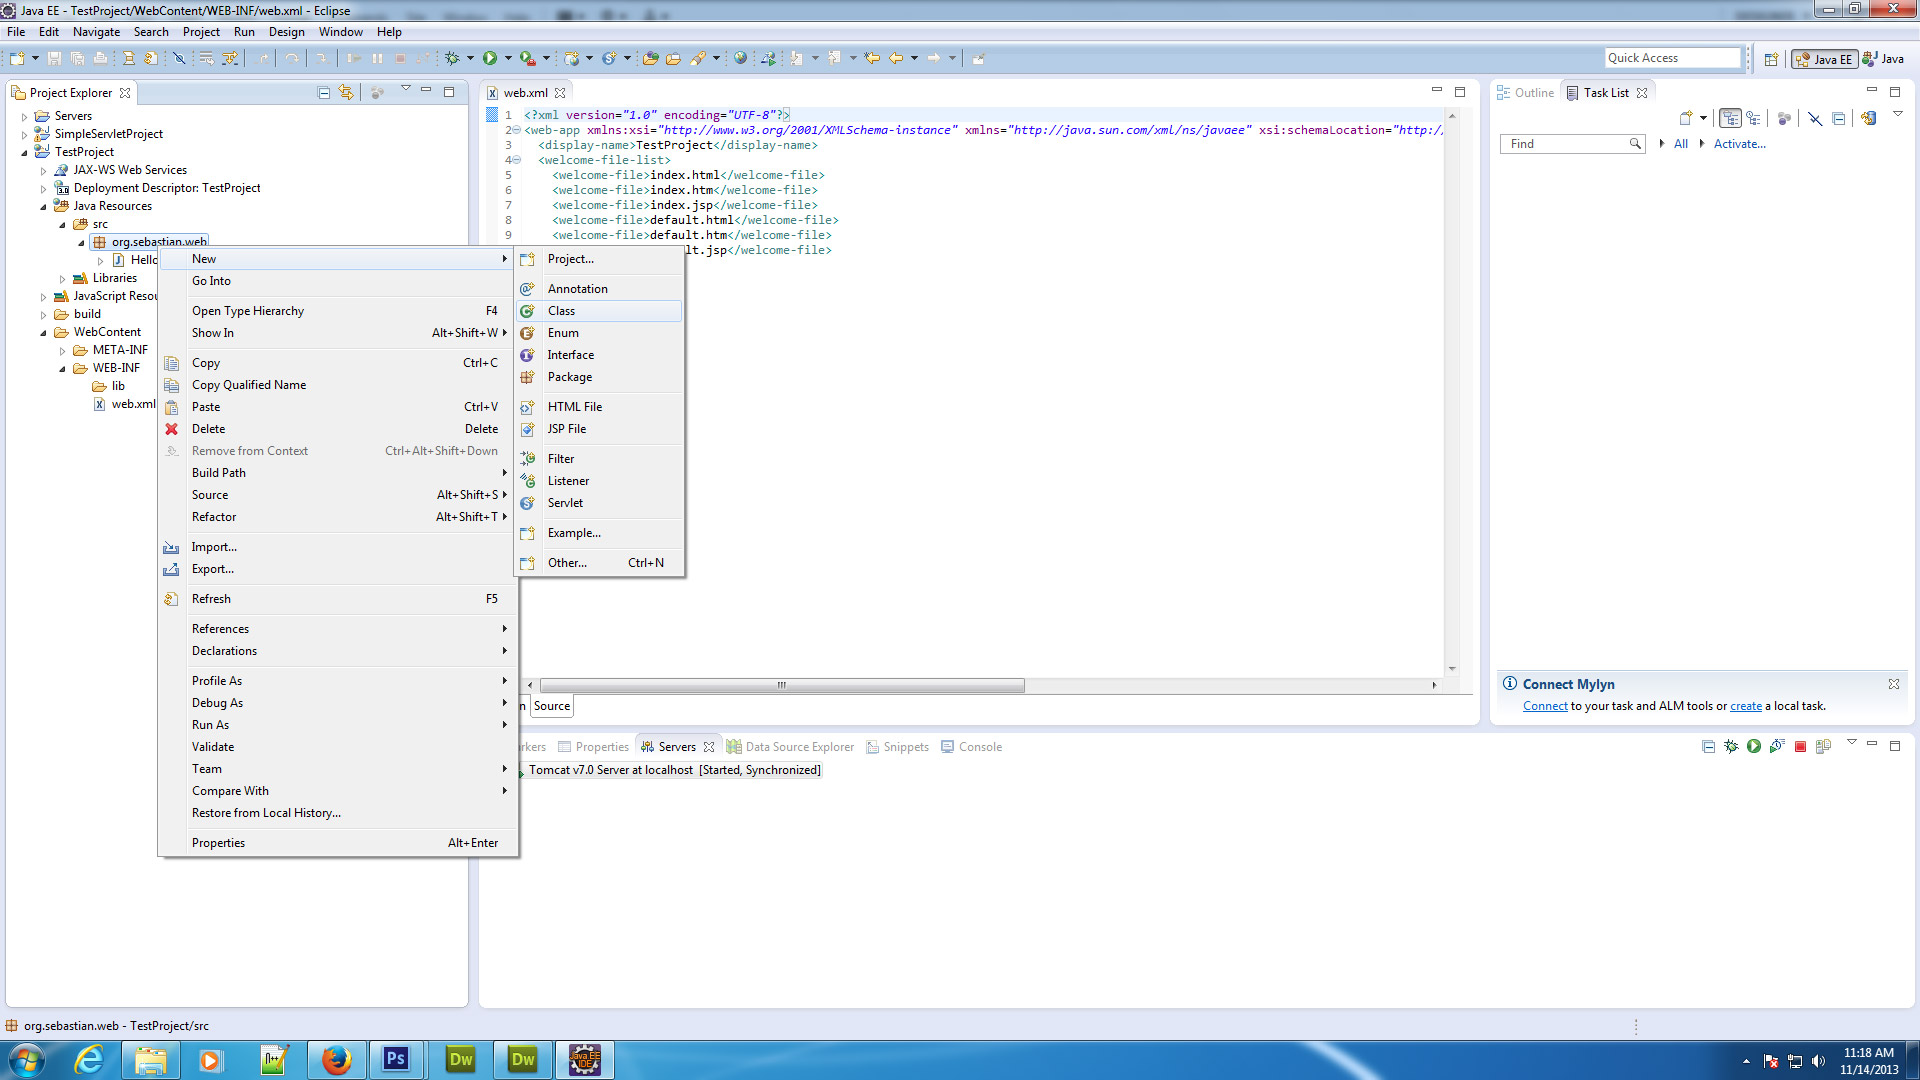 Java EE - TestProject/WebContent/WEB-INF/web.xml - Eclipse
File Edit Navigate Search Project Run Design Window Help
Quick Access
Java EE
Java
Project Explorer
Servers
SimpleServletProject
TestProject
JAX-WS Web Services
Deployment Descriptor: TestProject
Java Resources
src
org.sebastian.web
Hello
Libraries
JavaScript Resou
build
WebContent
META-INF
WEB-INF
lib
web.xml
New
Go Into
Open Type Hierarchy F4
Show In Alt+Shift+W
Copy Ctrl+C
Copy Qualified Name
Paste Ctrl+V
Delete Delete
Remove from Context Ctrl+Alt+Shift+Down
Build Path
Source Alt+Shift+S
Refactor Alt+Shift+T
Import...
Export...
Refresh F5
References
Declarations
Profile As
Debug As
Run As
Validate
Team
Compare With
Restore from Local History...
Properties Alt+Enter
Project...
Annotation
Class
Enum
Interface
Package
HTML File
JSP File
Filter
Listener
Servlet
Example...
Other... Ctrl+N
web.xml
1 <?xml version="1.0" encoding="UTF-8"?>
2 <web-app xmlns:xsi="http://www.w3.org/2001/XMLSchema-instance" xmlns="http://java.sun.com/xml/ns/javaee" xsi:schemaLocation="http:/
3 <display-name>TestProject</display-name>
4 <welcome-file-list>
5 <welcome-file>index.html</welcome-file>
6 <welcome-file>index.htm</welcome-file>
7 <welcome-file>index.jsp</welcome-file>
8 <welcome-file>default.html</welcome-file>
9 <welcome-file>default.htm</welcome-file>
lt.jsp</welcome-file>
n Source
rkers Properties Servers Data Source Explorer Snippets Console
Tomcat v7.0 Server at localhost [Started, Synchronized]
Outline Task List
Find All Activate...
Connect Mylyn
Connect to your task and ALM tools or create a local task.
org.sebastian.web - TestProject/src
Ps
Dw
Dw
Java EE
IDE
11:18 AM
11/14/2013